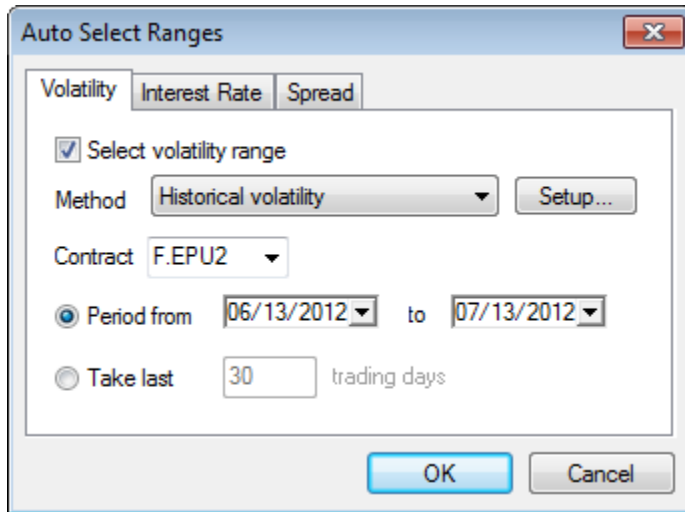 Auto Select Ranges
Volatility Interest Rate Spread
Select volatility range
Method Historical volatility Setup...
Contract F.EPU2
Period from 06/13/2012 to 07/13/2012
Take last 30 trading days
OK Cancel